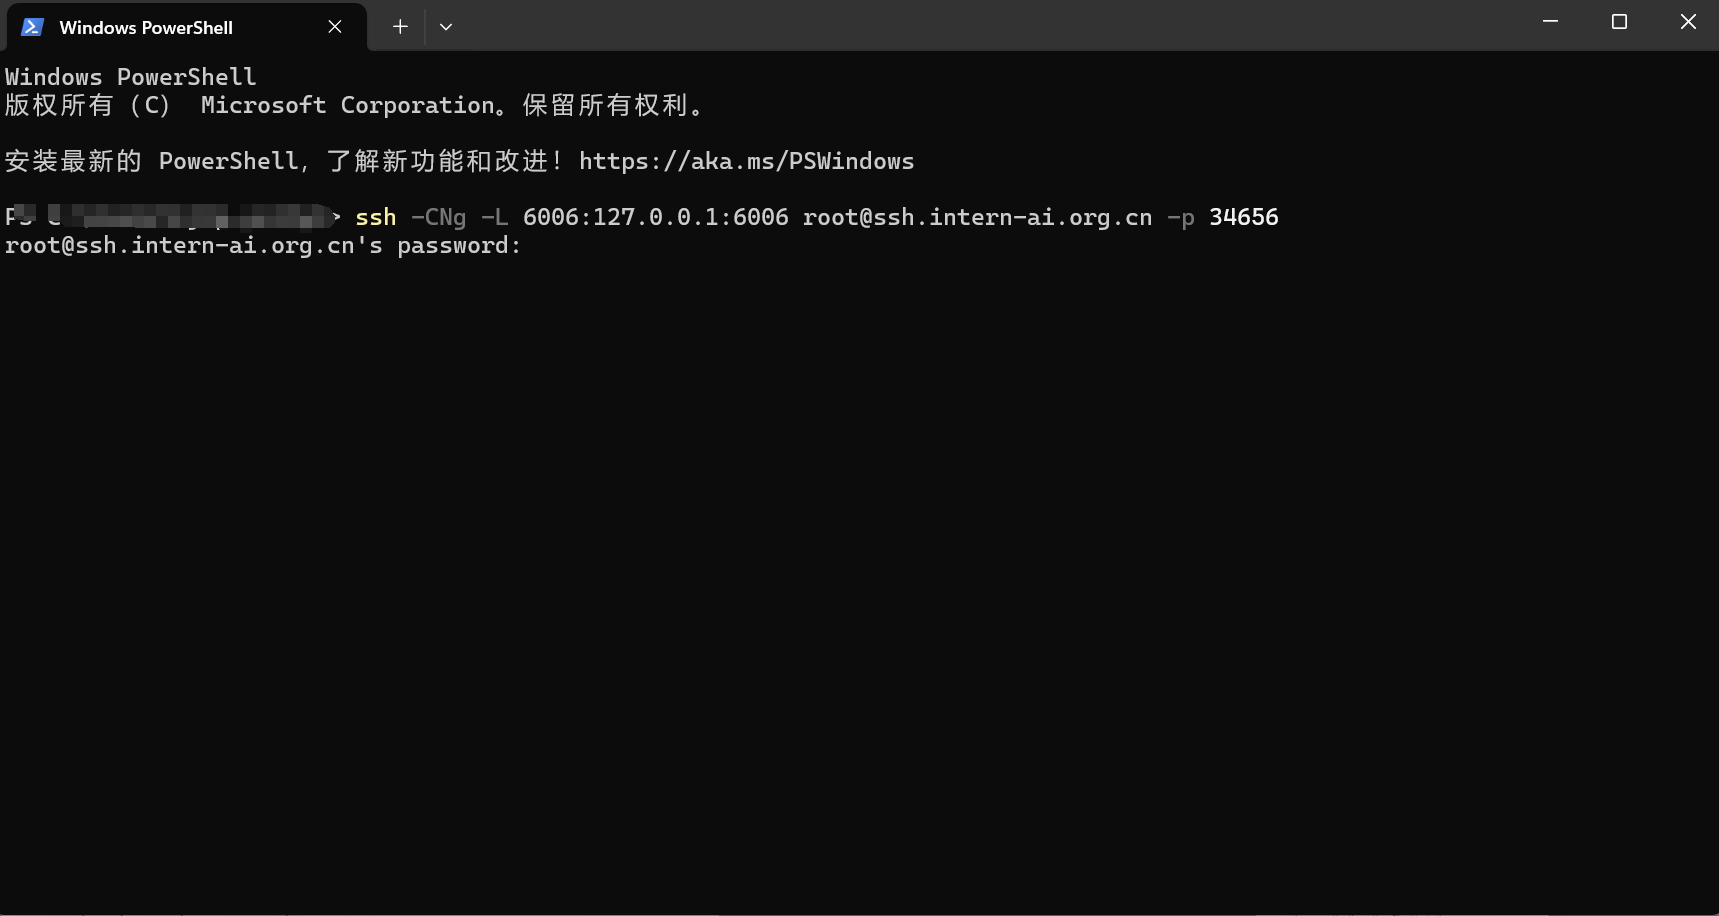 Windows PowerShell
Windows PowerShell
版权所有（C） Microsoft Corporation。保留所有权利。
安装最新的 PowerShell，了解新功能和改进！https://aka.ms/PSWindows
> ssh -CNg -L 6006:127.0.0.1:6006 root@ssh.intern-ai.org.cn -p 34656
root@ssh.intern-ai.org.cn's password: